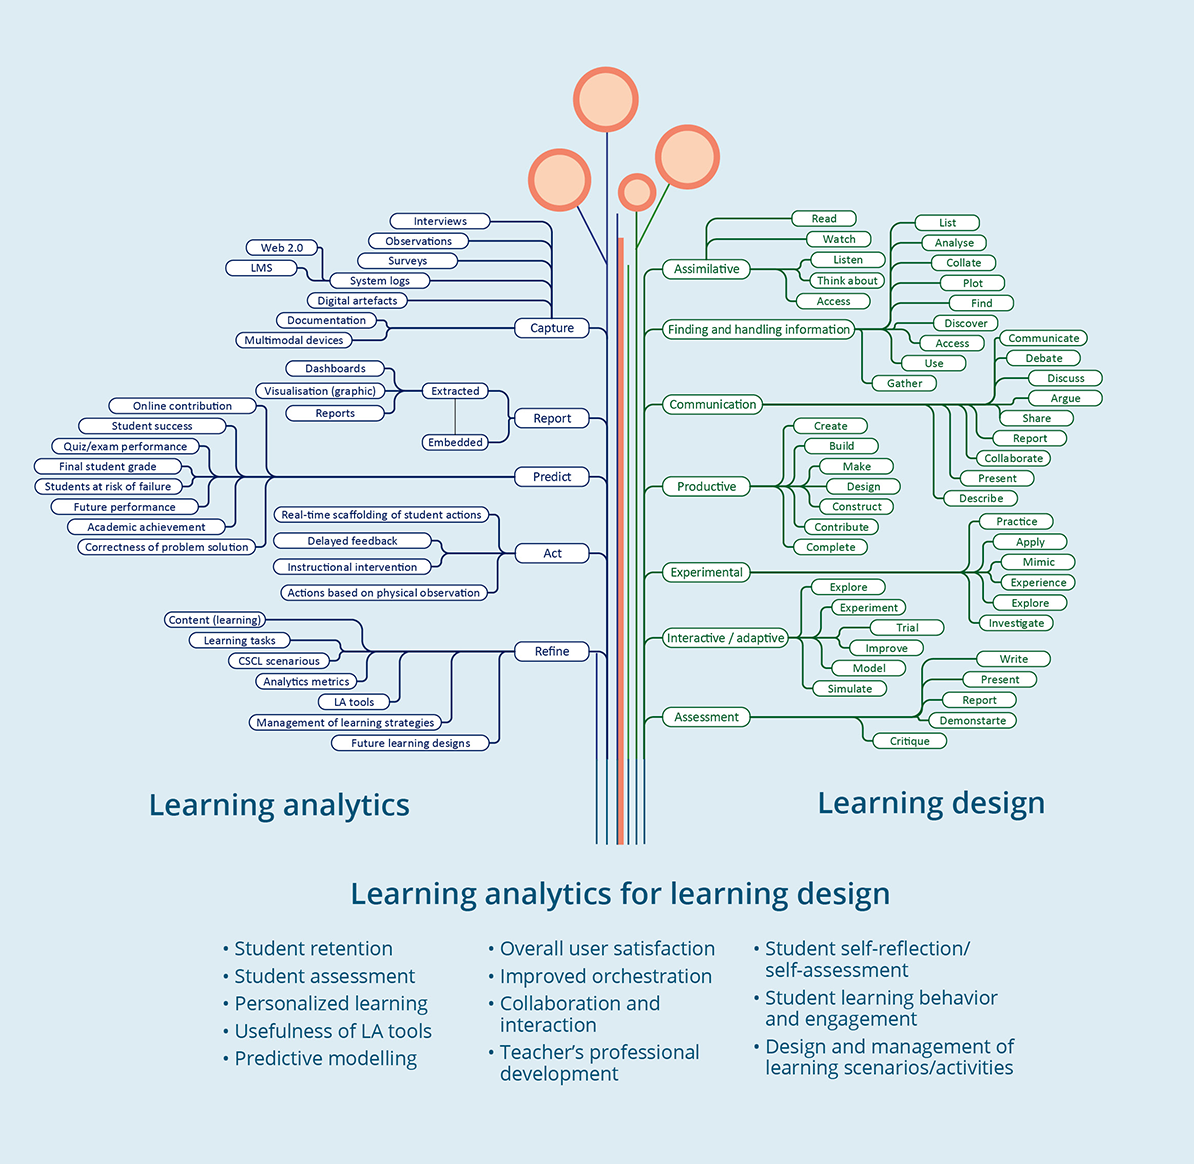 Interviews
Observations
Web 2.0
Surveys
LMS
System logs
Digital artefacts
Documentation
Multimodal devices
Capture
Dashboards
Visualisation (graphic)
Reports
Extracted
Embedded
Report
Online contribution
Student success
Quiz/exam performance
Final student grade
Students at risk of failure
Future performance
Academic achievement
Correctness of problem solution
Predict
Real-time scaffolding of student actions
Delayed feedback
Instructional intervention
Actions based on physical observation
Act
Content (learning)
Learning tasks
CSCL scenarious
Analytics metrics
LA tools
Management of learning strategies
Future learning designs
Refine
Assimilative
Read
Watch
Listen
Think about
Access
Finding and handling information
List
Analyse
Collate
Plot
Find
Discover
Access
Use
Gather
Communication
Communicate
Debate
Discuss
Argue
Share
Report
Collaborate
Present
Describe
Productive
Create
Build
Make
Design
Construct
Contribute
Complete
Experimental
Practice
Apply
Mimic
Experience
Explore
Investigate
Interactive / adaptive
Explore
Experiment
Trial
Improve
Model
Simulate
Assessment
Write
Present
Report
Demonstarte
Critique
Learning analytics
Learning design
Learning analytics for learning design
• Student retention
• Student assessment
• Personalized learning
• Usefulness of LA tools
• Predictive modelling
• Overall user satisfaction
• Improved orchestration
• Collaboration and
interaction
• Teacher‘s professional
development
• Student self-reflection/
self-assessment
• Student learning behavior
and engagement
• Design and management of
learning scenarios/activities